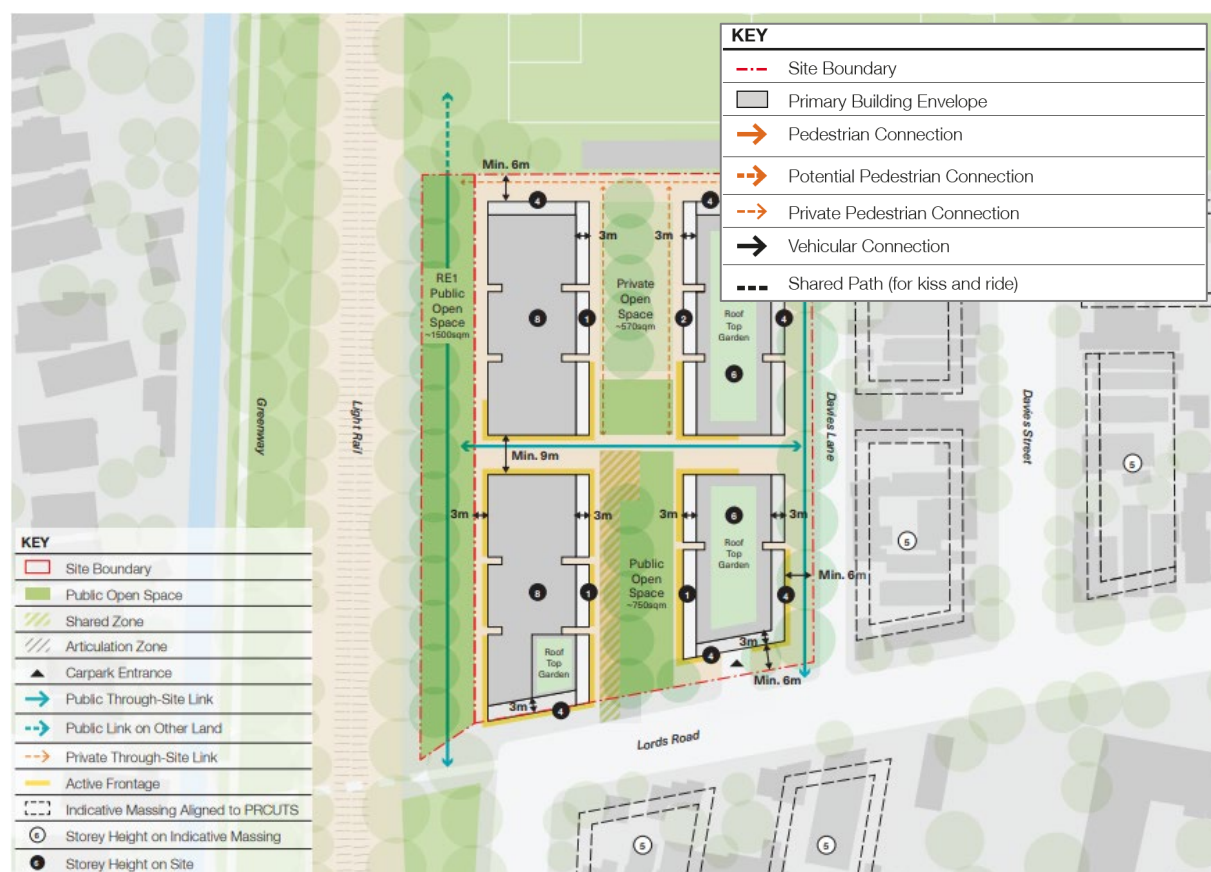 KEY
Site Boundary
Primary Building Envelope
Pedestrian Connection
Potential Pedestrian Connection
Private Pedestrian Connection
Vehicular Connection
Shared Path (for kiss and ride)
Min. 6m
4
4
3m
3m
RE1
Public
Open
Space
~1500sqm
Private
Open
Space
~570sqm
8
1
2
Roof
Top
Garden
4
6
Greenway
Light Rail
Davies Lane
Davies Street
Min. 9m
3m
3m
3m
3m
6
Roof
Top
Garden
5
5
Public
Open
Space
~750sqm
8
1
1
4
Min. 6m
Roof
Top
Garden
3m
4
3m
4
Min. 6m
Lords Road
5
5
KEY
Site Boundary
Public Open Space
Shared Zone
Articulation Zone
Carpark Entrance
Public Through-Site Link
Public Link on Other Land
Private Through-Site Link
Active Frontage
Indicative Massing Aligned to PRCUTS
6 Storey Height on Indicative Massing
6 Storey Height on Site